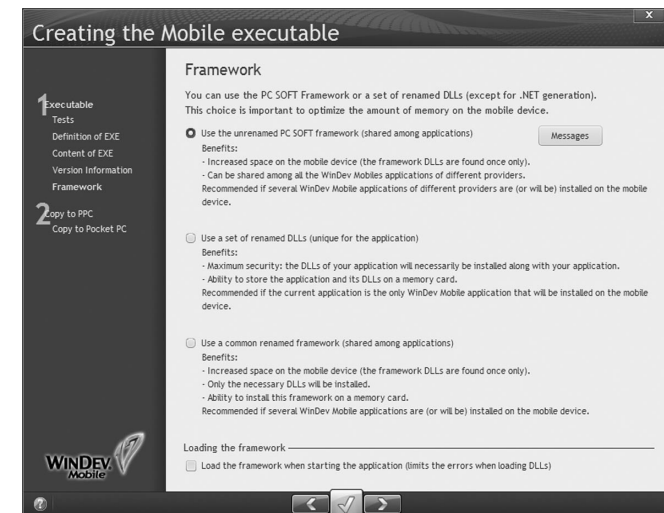 Creating the Mobile executable
x
1
Executable
Tests
Definition of EXE
Content of EXE
Version Information
Framework
2
Copy to PPC
Copy to Pocket PC
Framework
You can use the PC SOFT Framework or a set of renamed DLLs (except for .NET generation).
This choice is important to optimize the amount of memory on the mobile device.
Use the unrenamed PC SOFT framework (shared among applications)
Messages
Benefits:
- Increased space on the mobile device (the framework DLLs are found once only).
- Can be shared among all the WinDev Mobiles applications of different providers.
Recommended if several WinDev Mobile applications of different providers are (or will be) installed on the mobile
device.
Use a set of renamed DLLs (unique for the application)
Benefits:
- Maximum security: the DLLs of your application will necessarily be installed along with your application.
- Ability to store the application and its DLLs on a memory card.
Recommended if the current application is the only WinDev Mobile application that will be installed on the mobile
device.
Use a common renamed framework (shared among applications)
Benefits:
- Increased space on the mobile device (the framework DLLs are found once only).
- Only the necessary DLLs will be installed.
- Ability to install this framework on a memory card.
Recommended if several WinDev Mobile applications are (or will be) installed on the mobile device.
Loading the framework
Load the framework when starting the application (limits the errors when loading DLLs)
WINDEV
Mobile
?